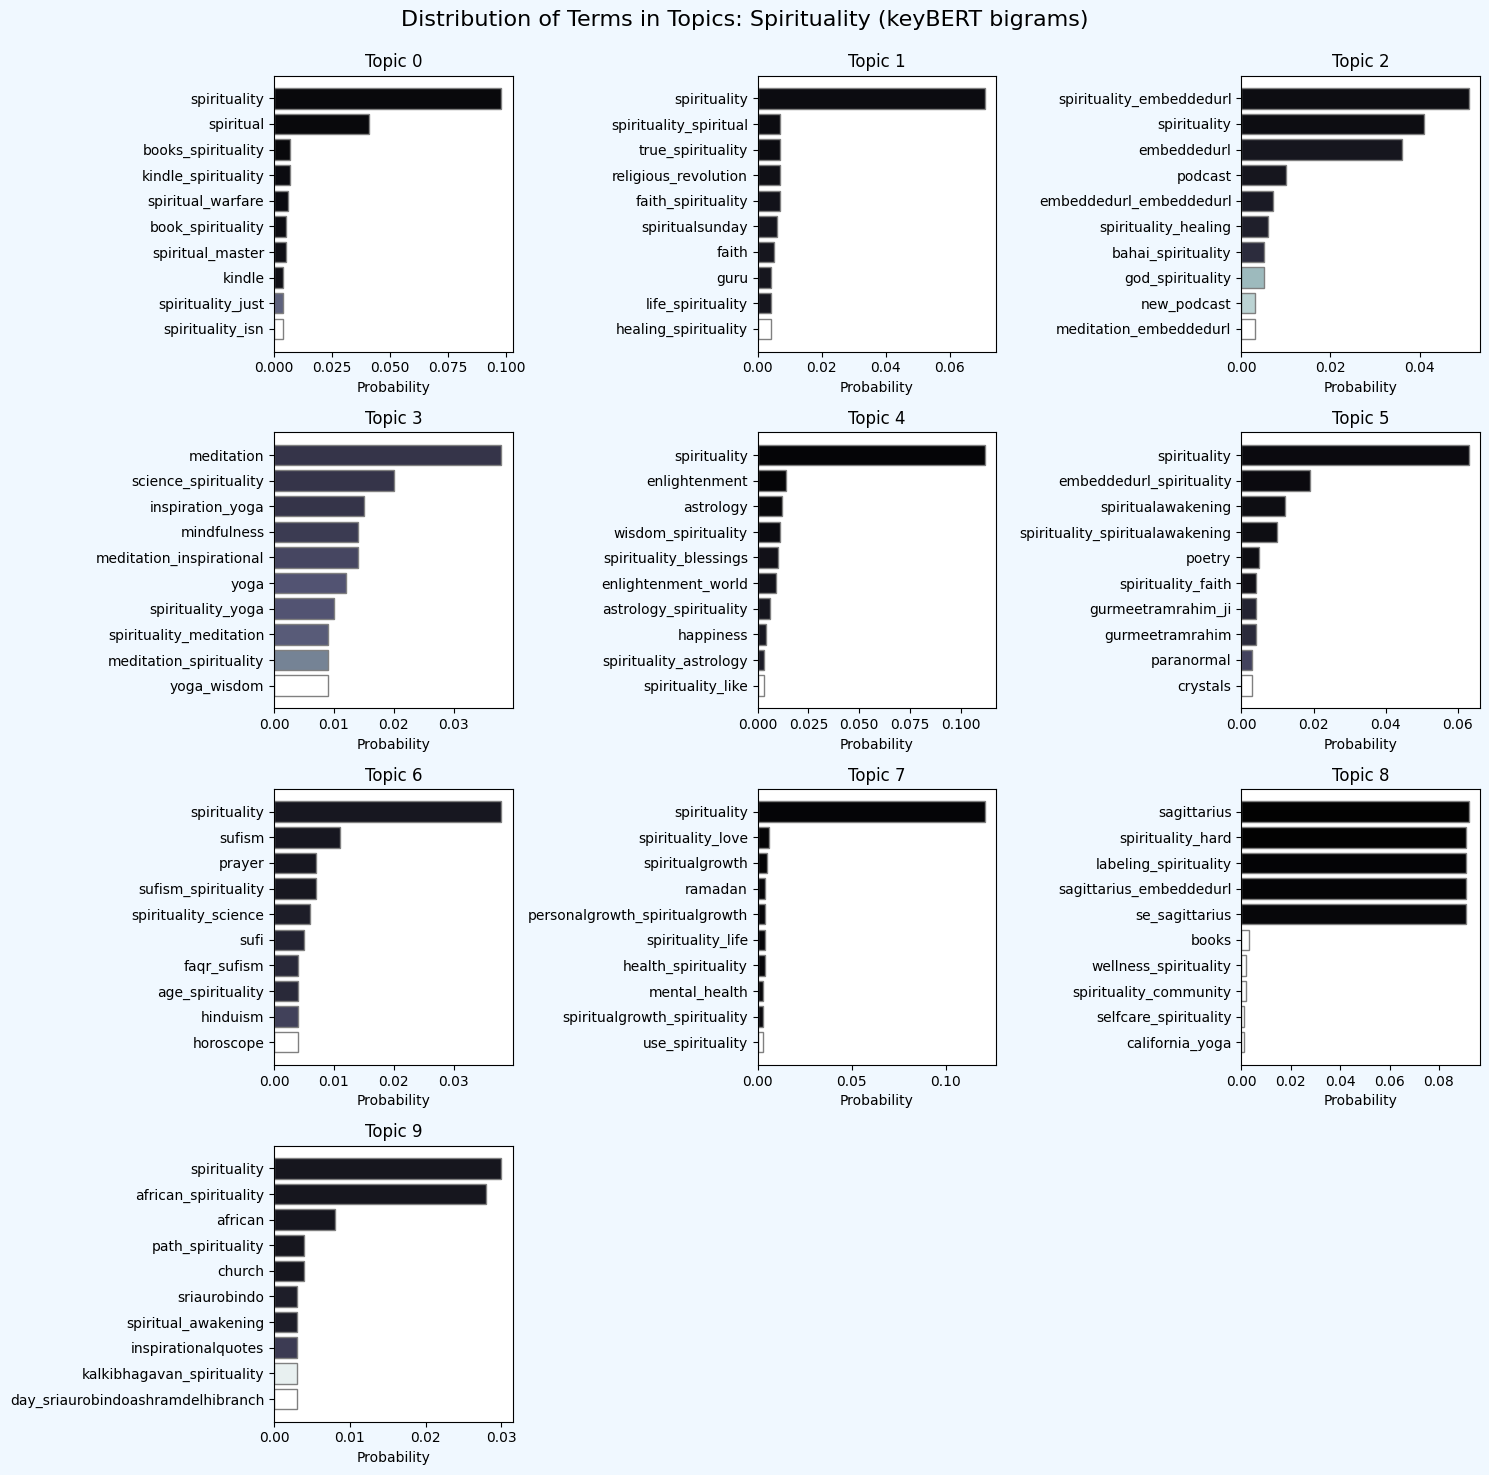 Distribution of Terms in Topics: Spirituality (keyBERT bigrams)
Topic 0
spirituality
spiritual
books_spirituality
kindle_spirituality
spiritual_warfare
book_spirituality
spiritual_master
kindle
spirituality_just
spirituality_isn
0.000 0.025 0.050 0.075 0.100
Probability
Topic 1
spirituality
spirituality_spiritual
true_spirituality
religious_revolution
faith_spirituality
spiritualsunday
faith
guru
life_spirituality
healing_spirituality
0.00 0.02 0.04 0.06
Probability
Topic 2
spirituality_embeddedurl
spirituality
embeddedurl
podcast
embeddedurl_embeddedurl
spirituality_healing
bahai_spirituality
god_spirituality
new_podcast
meditation_embeddedurl
0.00 0.02 0.04
Probability
Topic 3
meditation
science_spirituality
inspiration_yoga
mindfulness
meditation_inspirational
yoga
spirituality_yoga
spirituality_meditation
meditation_spirituality
yoga_wisdom
0.00 0.01 0.02 0.03
Probability
Topic 4
spirituality
enlightenment
astrology
wisdom_spirituality
spirituality_blessings
enlightenment_world
astrology_spirituality
happiness
spirituality_astrology
spirituality_like
0.000 0.025 0.050 0.075 0.100
Probability
Topic 5
spirituality
embeddedurl_spirituality
spiritualawakening
spirituality_spiritualawakening
poetry
spirituality_faith
gurmeetramrahim_ji
gurmeetramrahim
paranormal
crystals
0.00 0.02 0.04 0.06
Probability
Topic 6
spirituality
sufism
prayer
sufism_spirituality
spirituality_science
sufi
faqr_sufism
age_spirituality
hinduism
horoscope
0.00 0.01 0.02 0.03
Probability
Topic 7
spirituality
spirituality_love
spiritualgrowth
ramadan
personalgrowth_spiritualgrowth
spirituality_life
health_spirituality
mental_health
spiritualgrowth_spirituality
use_spirituality
0.00 0.05 0.10
Probability
Topic 8
sagittarius
spirituality_hard
labeling_spirituality
sagittarius_embeddedurl
se_sagittarius
books
wellness_spirituality
spirituality_community
selfcare_spirituality
california_yoga
0.00 0.02 0.04 0.06 0.08
Probability
Topic 9
spirituality
african_spirituality
african
path_spirituality
church
sriaurobindo
spiritual_awakening
inspirationalquotes
kalkibhagavan_spirituality
day_sriaurobindoashramdelhibranch
0.00 0.01 0.02 0.03
Probability